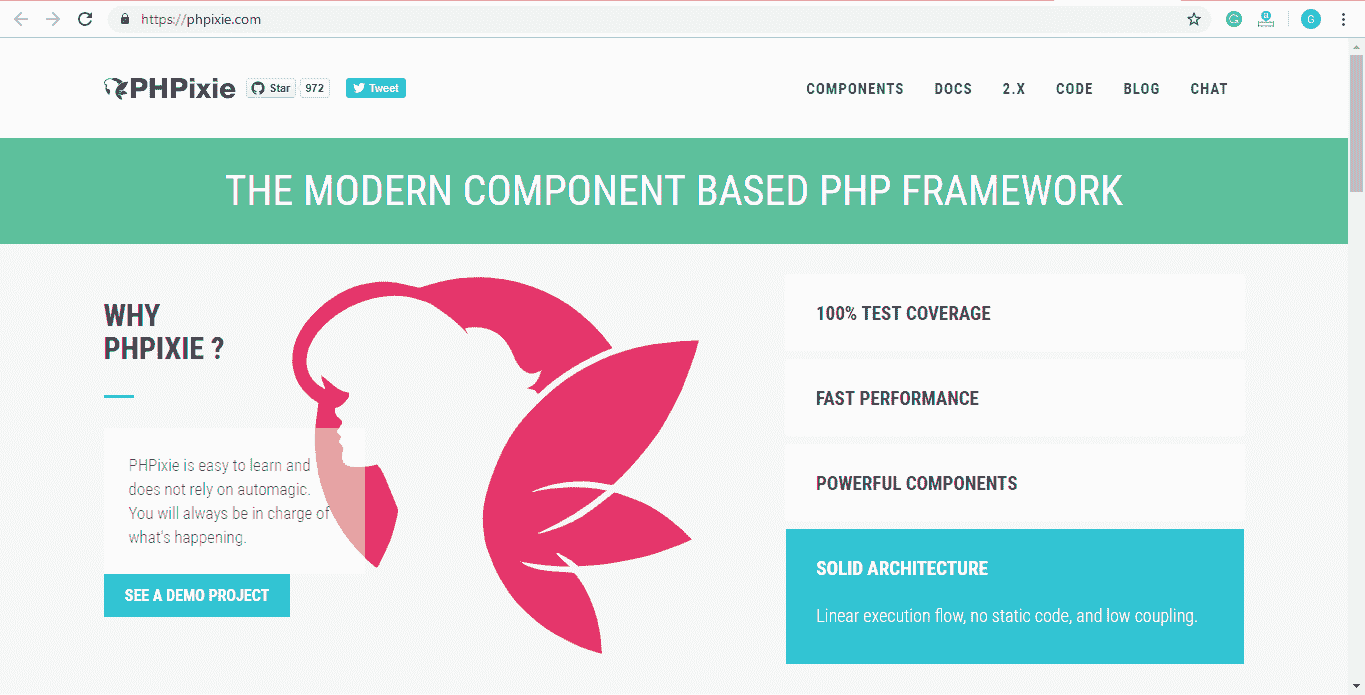 https://phpixie.com
G
PHPixie Star 972 Tweet
COMPONENTS DOCS 2.X CODE BLOG CHAT
THE MODERN COMPONENT BASED PHP FRAMEWORK
WHY
PHPIXIE ?
PHPixie is easy to learn and
does not rely on automagic.
You will always be in charge of
what's happening.
SEE A DEMO PROJECT
100% TEST COVERAGE
FAST PERFORMANCE
POWERFUL COMPONENTS
SOLID ARCHITECTURE
Linear execution flow, no static code, and low coupling.